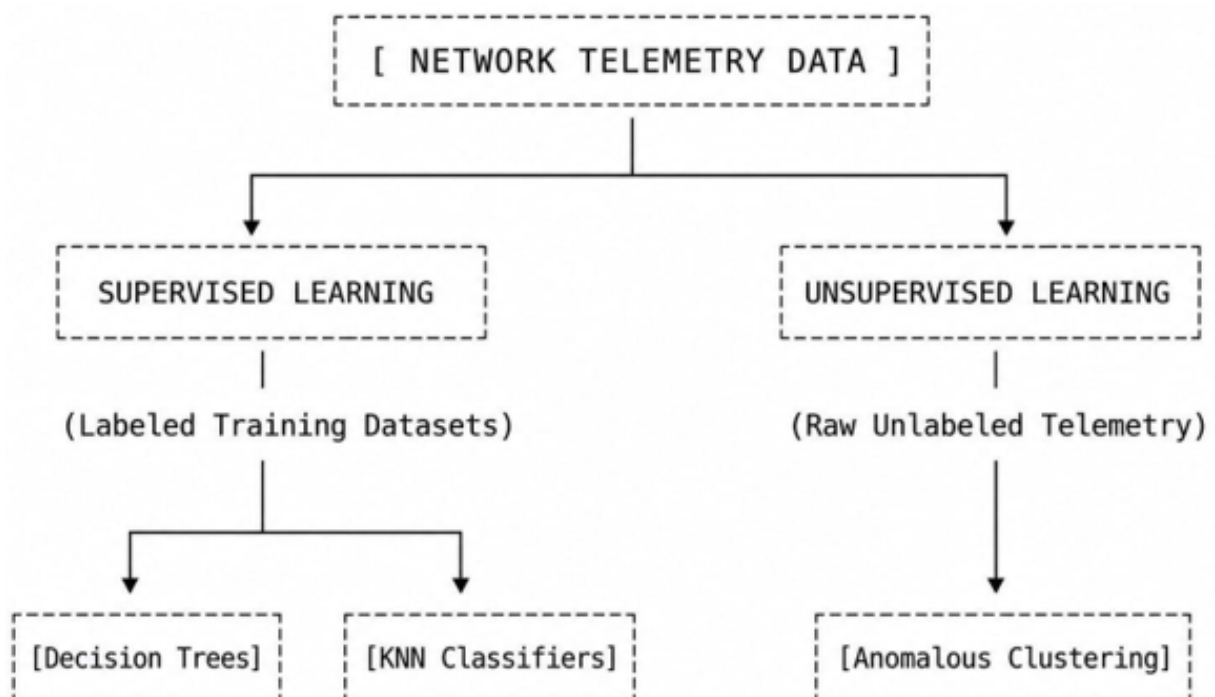 [ NETWORK TELEMETRY DATA ]
SUPERVISED LEARNING
UNSUPERVISED LEARNING
(Labeled Training Datasets)
(Raw Unlabeled Telemetry)
[Decision Trees]
[KNN Classifiers]
[Anomalous Clustering]